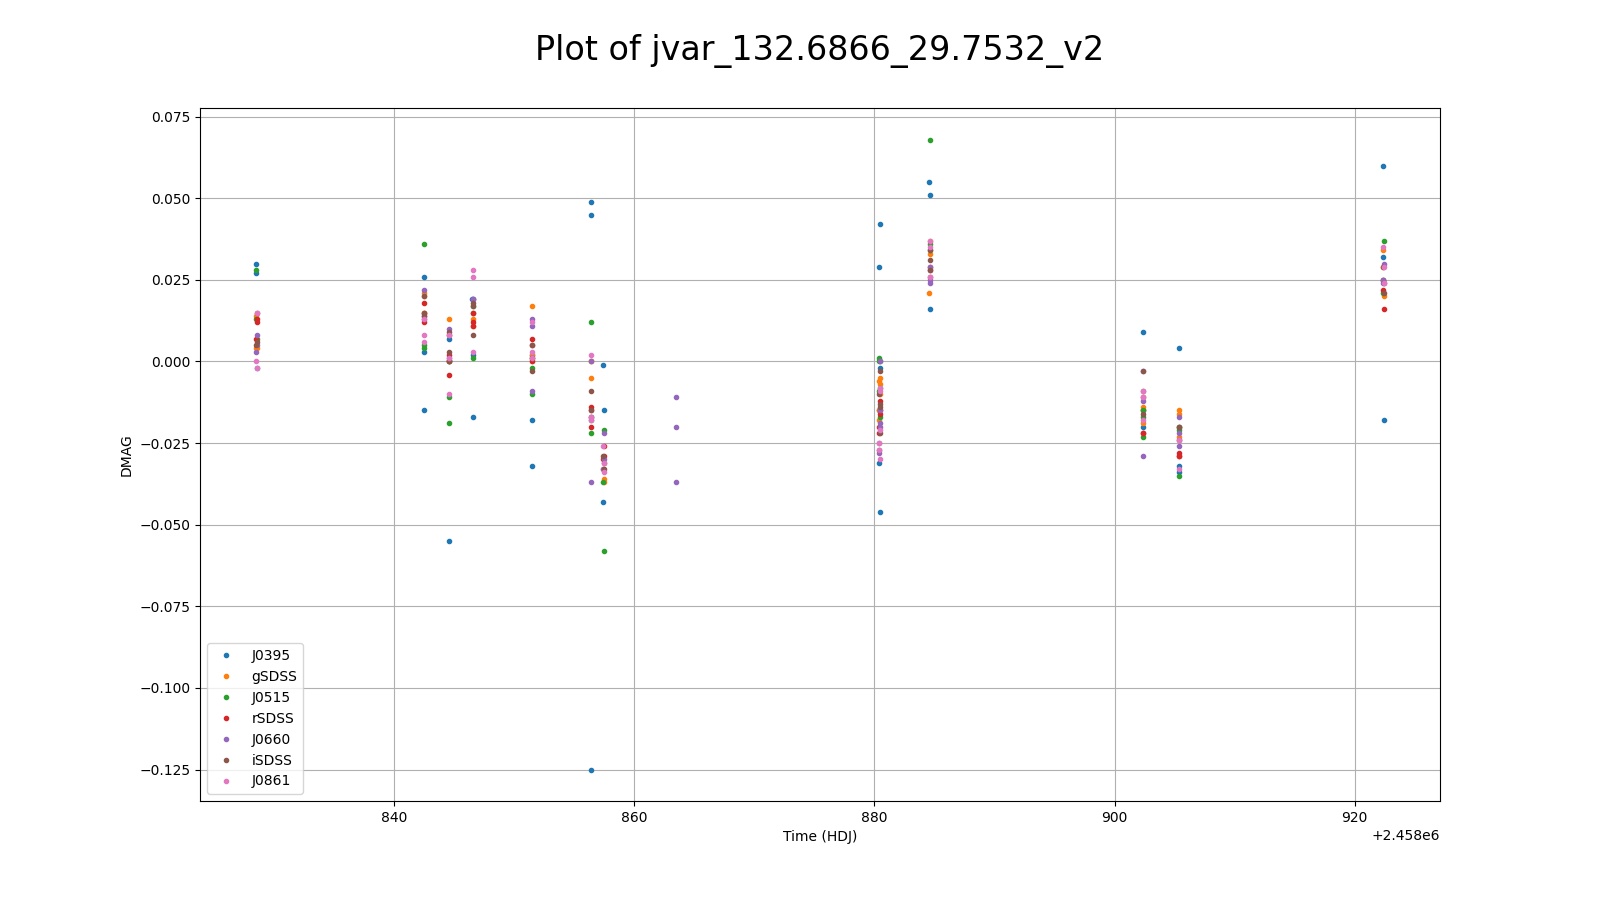 Plot of jvar_132.6866_29.7532_v2
0.075
0.050
0.025
0.000
−0.025
−0.050
−0.075
−0.100
−0.125
DMAG
J0395
gSDSS
J0515
rSDSS
J0660
iSDSS
J0861
840 860 880 900 920
Time (HDJ)
+2.458e6